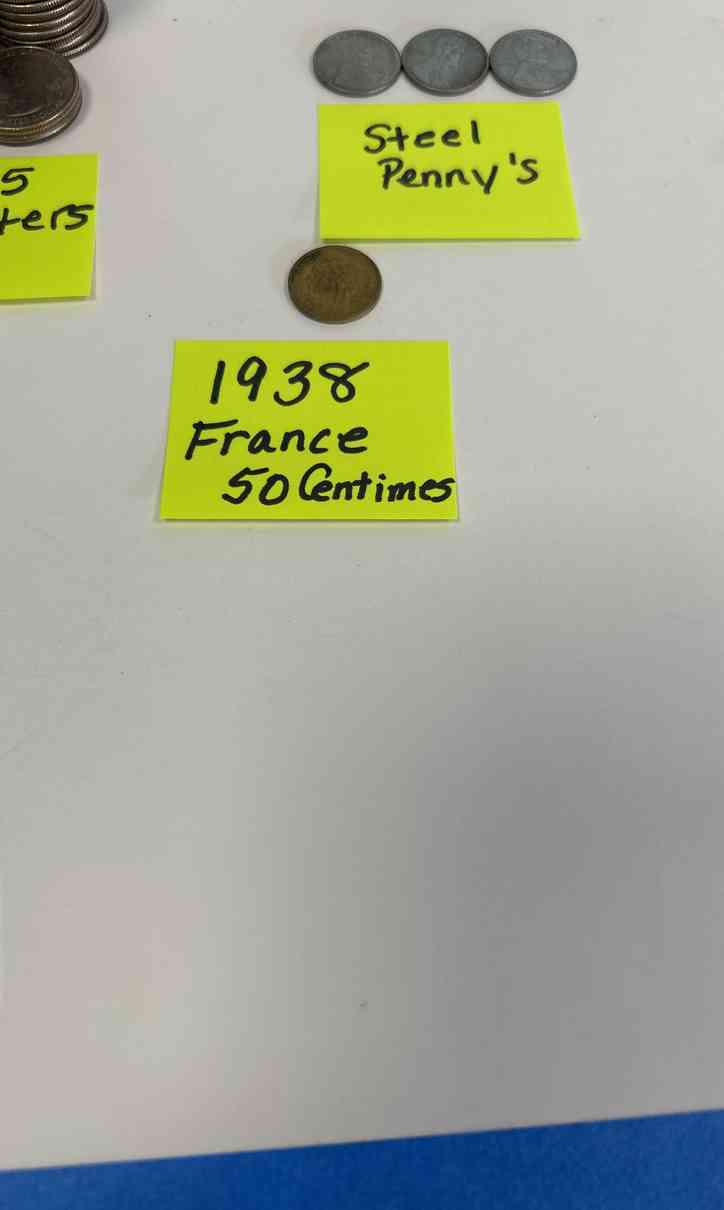 Steel
Penny's
5
ters
1938
France
50 Centimes